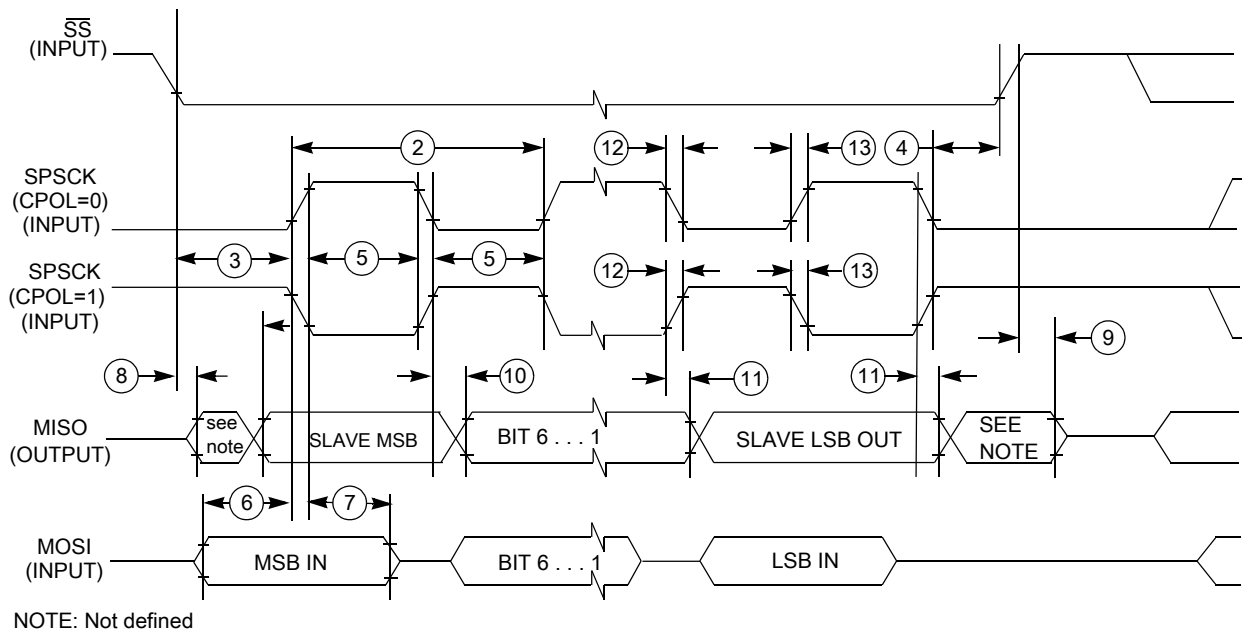 SS
(INPUT)
2
12
13
4
SPSCK
(CPOL=0)
(INPUT)
3
5
5
SPSCK
(CPOL=1)
(INPUT)
12
13
9
8
10
11
11
MISO
(OUTPUT)
see
note
SLAVE MSB
BIT 6 . . . 1
SLAVE LSB OUT
SEE
NOTE
6
7
MOSI
(INPUT)
MSB IN
BIT 6 . . . 1
LSB IN
NOTE: Not defined